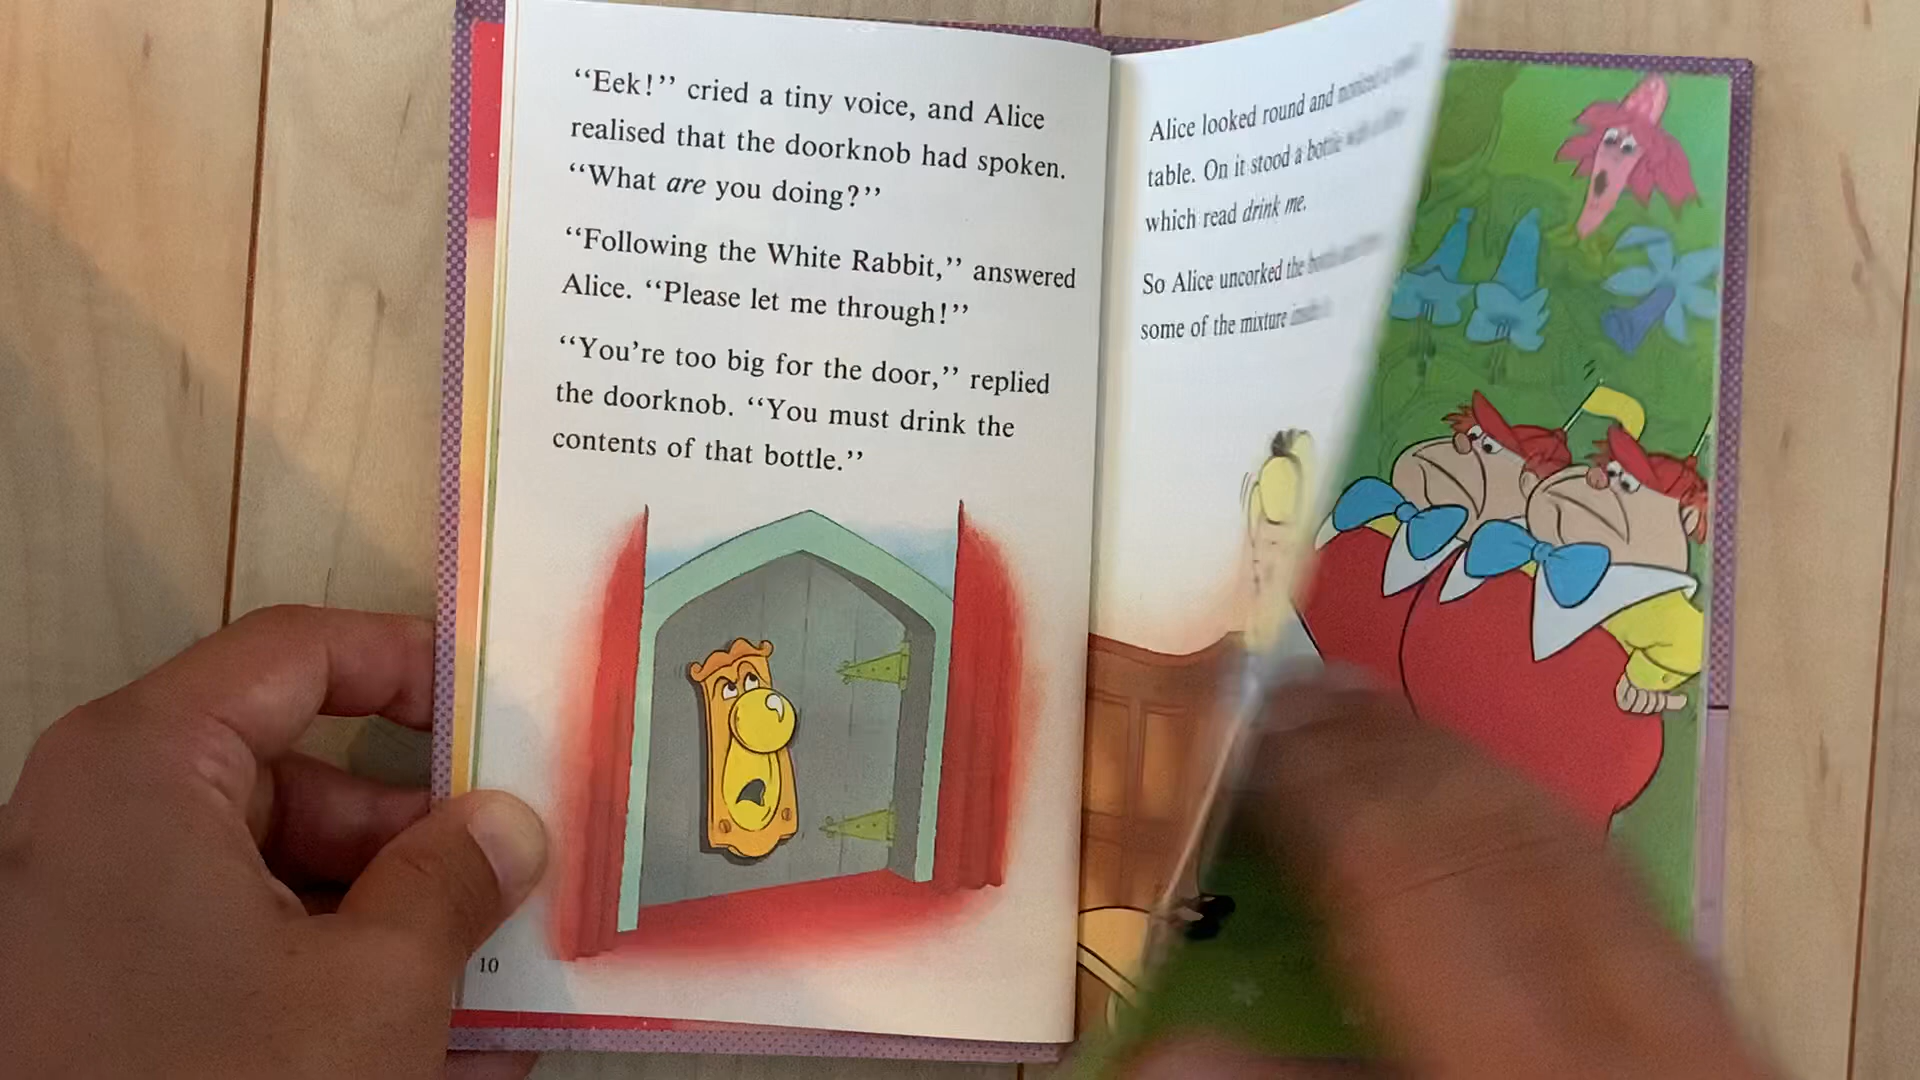 “Eek!” cried a tiny voice, and Alice
realised that the doorknob had spoken.
“What are you doing?”
“Following the White Rabbit,” answered
Alice. “Please let me through!”
“You’re too big for the door,” replied
the doorknob. “You must drink the
contents of that bottle.”
10
Alice looked round and
table. On it stood a bottle
which read drink me.
So Alice uncorked the
some of the mixture